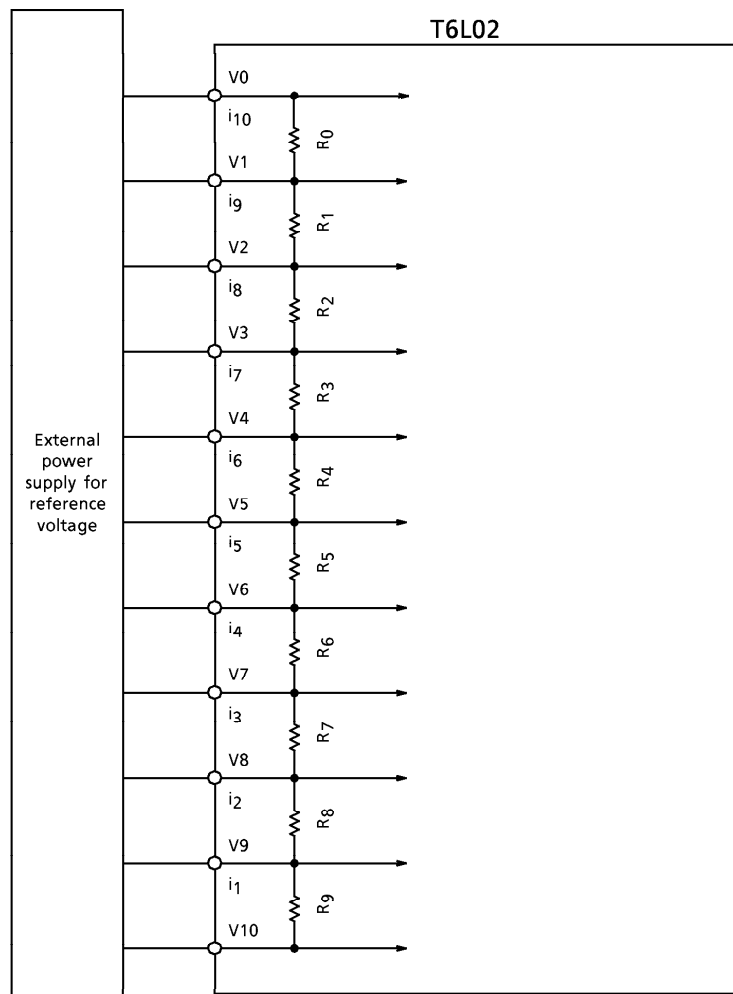 T6L02
V0
i10
R0
V1
i9
R1
V2
i8
R2
V3
i7
R3
V4
i6
R4
External
power
supply for
reference
voltage
V5
i5
R5
V6
i4
R6
V7
i3
R7
V8
i2
R8
V9
i1
R9
V10